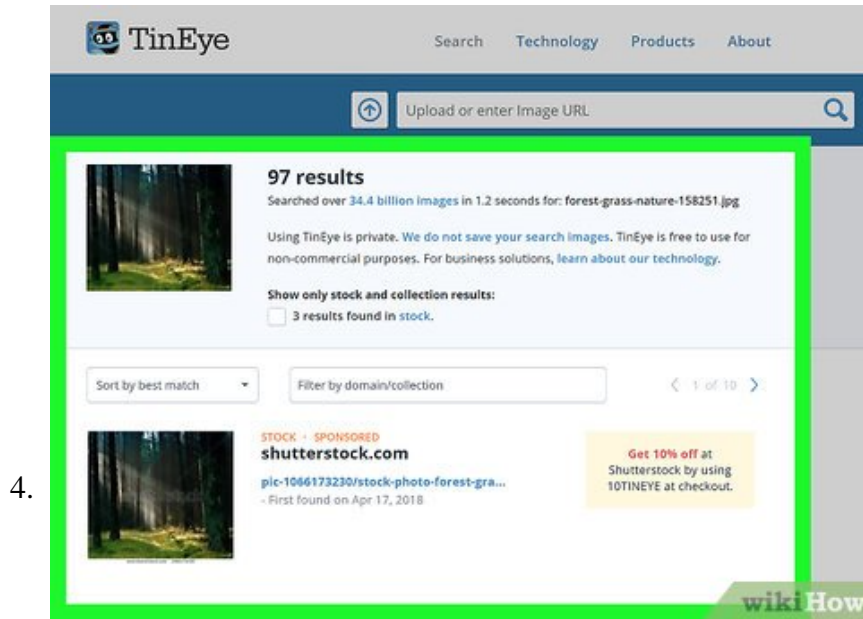 TinEye
Search Technology Products About
Upload or enter Image URL
97 results
Searched over 34.4 billion images in 1.2 seconds for: forest-grass-nature-158251.jpg
Using TinEye is private. We do not save your search images. TinEye is free to use for
non-commercial purposes. For business solutions, learn about our technology.
Show only stock and collection results:
3 results found in stock.
Sort by best match
Filter by domain/collection
1 of 10
STOCK · SPONSORED
shutterstock.com
pic-1066173230/stock-photo-forest-gra...
- First found on Apr 17, 2018
Get 10% off at
Shutterstock by using
10TINEYE at checkout.
4.
wikiHow